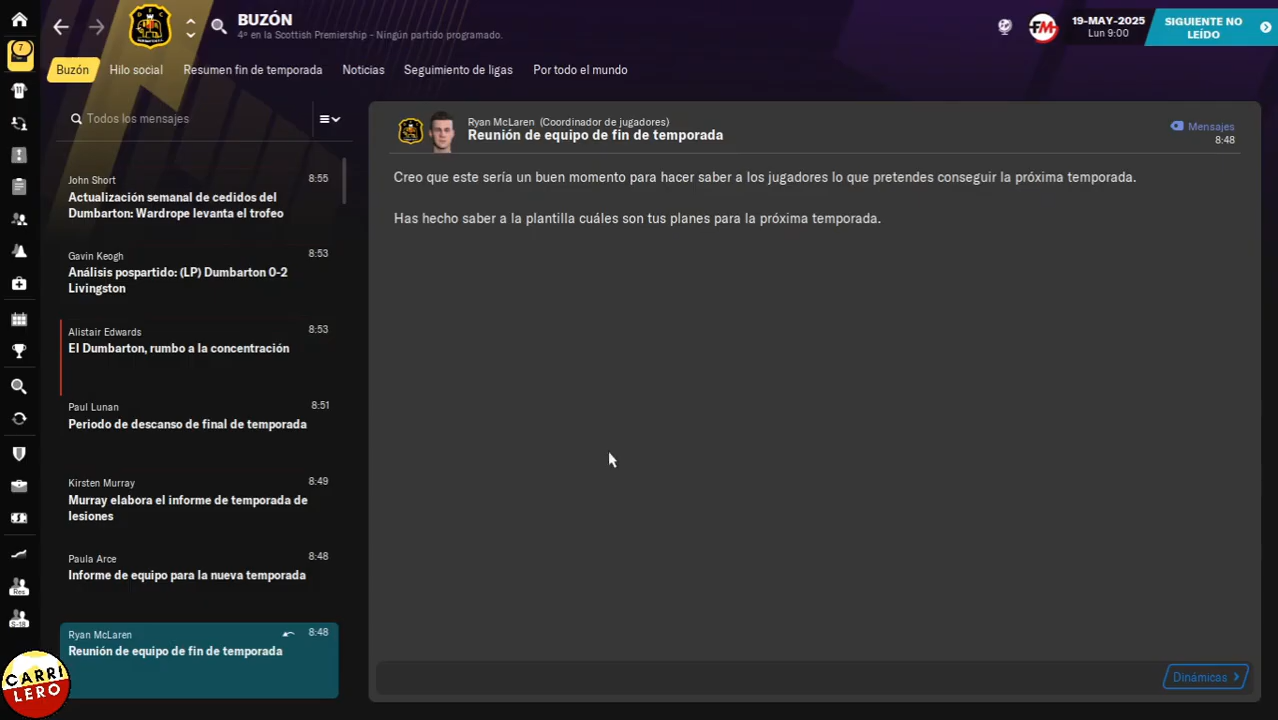 BUZÓN
4º en la Scottish Premiership - Ningún partido programado.
FM
19-MAY-2025
Lun 9:00
SIGUIENTE NO
LEÍDO
7
Buzón
Hilo social
Resumen fin de temporada
Noticias
Seguimiento de ligas
Por todo el mundo
Todos los mensajes
John Short
8:55
Actualización semanal de cedidos del
Dumbarton: Wardrope levanta el trofeo
Gavin Keogh
8:53
Análisis pospartido: (LP) Dumbarton 0-2
Livingston
Alistair Edwards
8:53
El Dumbarton, rumbo a la concentración
Paul Lunan
8:51
Periodo de descanso de final de temporada
Kirsten Murray
8:49
Murray elabora el informe de temporada de
lesiones
Paula Arce
8:48
Informe de equipo para la nueva temporada
Ryan McLaren
8:48
Reunión de equipo de fin de temporada
Ryan McLaren (Coordinador de jugadores)
Reunión de equipo de fin de temporada
Mensajes
8:48
Creo que este sería un buen momento para hacer saber a los jugadores lo que pretendes conseguir la próxima temporada.
Has hecho saber a la plantilla cuáles son tus planes para la próxima temporada.
Dinámicas
11
Res
S-18
CARRI
LERO